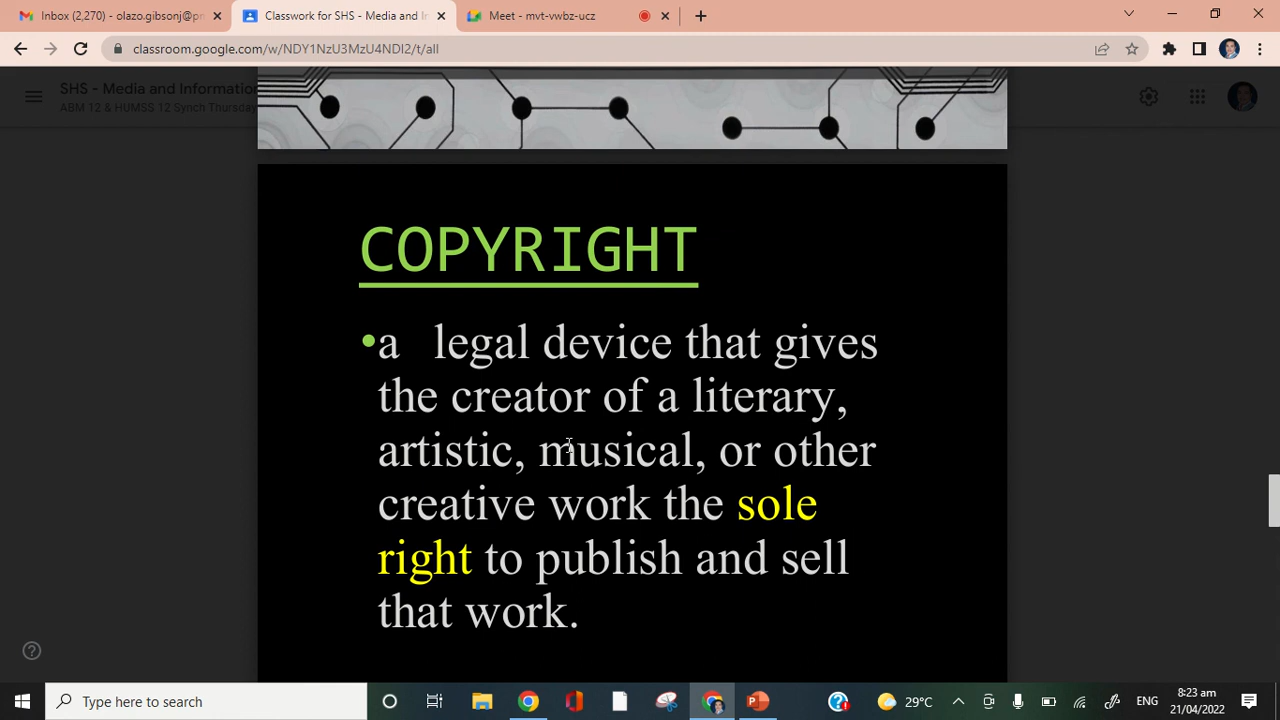 Inbox (2,270) - olazo.gibsonj@pr
Classwork for SHS - Media and In
Meet - mvt-vwbz-ucz
classroom.google.com/w/NDY1NzU3MzU4NDI2/t/all
SHS - Media and Information
ABM 12 & HUMSS 12 Synch Thursday
COPYRIGHT
•a legal device that gives
the creator of a literary,
artistic, musical, or other
creative work the sole
right to publish and sell
that work.
Type here to search
29°C
ENG
8:23 am
21/04/2022